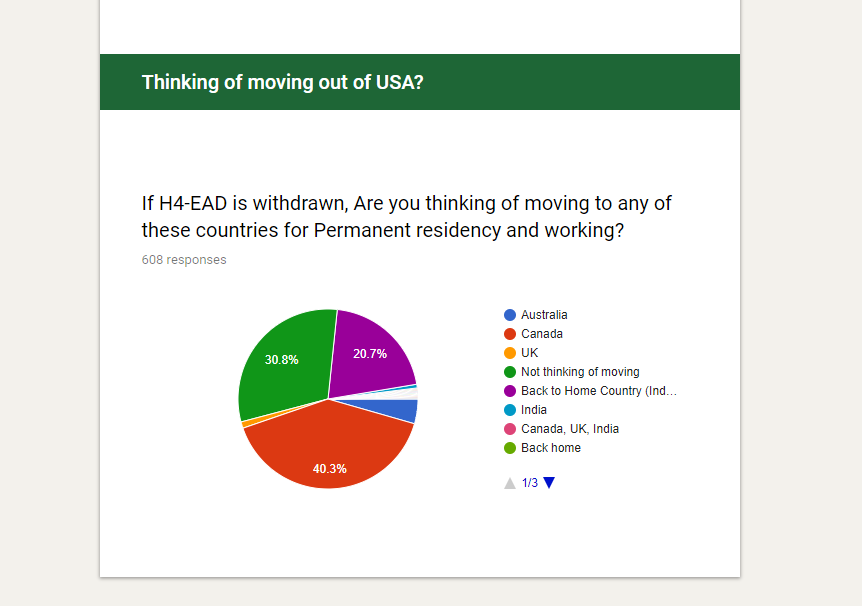 Thinking of moving out of USA?
If H4-EAD is withdrawn, Are you thinking of moving to any of
these countries for Permanent residency and working?
608 responses
30.8%
20.7%
40.3%
Australia
Canada
UK
Not thinking of moving
Back to Home Country (Ind…
India
Canada, UK, India
Back home
1/3